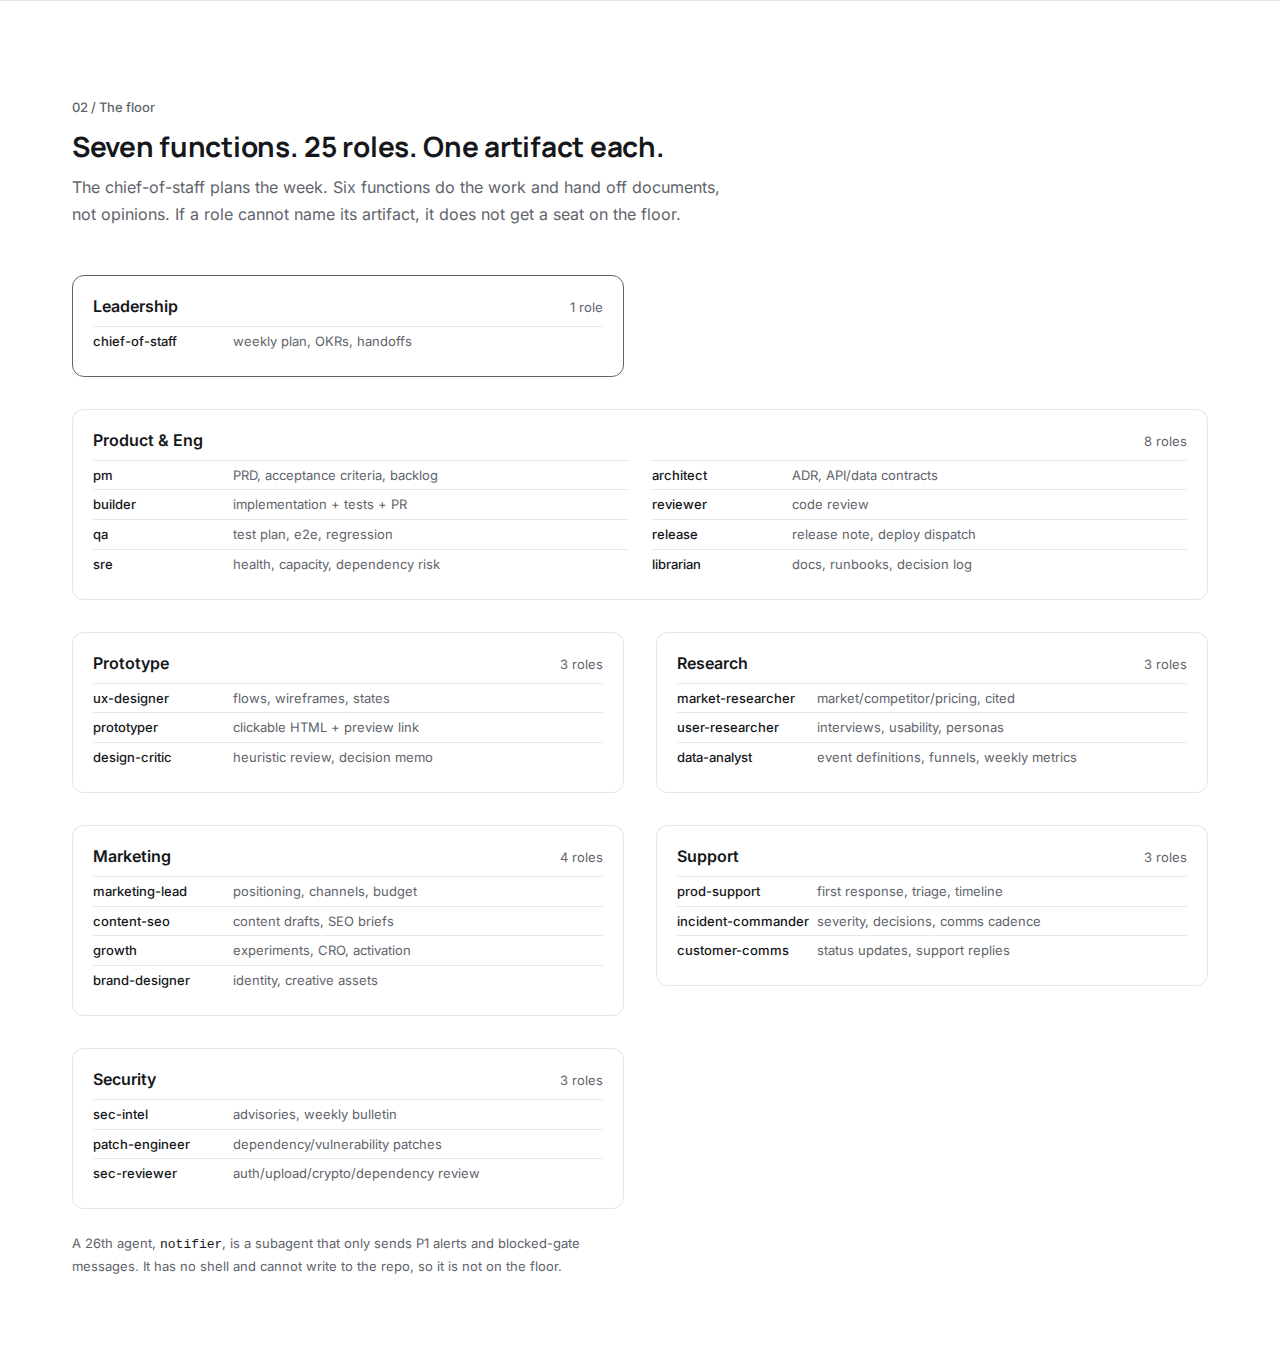 02 / The floor
Seven functions. 25 roles. One artifact each.
The chief-of-staff plans the week. Six functions do the work and hand off documents,
not opinions. If a role cannot name its artifact, it does not get a seat on the floor.
Leadership 1 role
chief-of-staff weekly plan, OKRs, handoffs
Product & Eng 8 roles
pm PRD, acceptance criteria, backlog
architect ADR, API/data contracts
builder implementation + tests + PR
reviewer code review
qa test plan, e2e, regression
release release note, deploy dispatch
sre health, capacity, dependency risk
librarian docs, runbooks, decision log
Prototype 3 roles
ux-designer flows, wireframes, states
prototyper clickable HTML + preview link
design-critic heuristic review, decision memo
Research 3 roles
market-researcher market/competitor/pricing, cited
user-researcher interviews, usability, personas
data-analyst event definitions, funnels, weekly metrics
Marketing 4 roles
marketing-lead positioning, channels, budget
content-seo content drafts, SEO briefs
growth experiments, CRO, activation
brand-designer identity, creative assets
Support 3 roles
prod-support first response, triage, timeline
incident-commander severity, decisions, comms cadence
customer-comms status updates, support replies
Security 3 roles
sec-intel advisories, weekly bulletin
patch-engineer dependency/vulnerability patches
sec-reviewer auth/upload/crypto/dependency review
A 26th agent, notifier, is a subagent that only sends P1 alerts and blocked-gate
messages. It has no shell and cannot write to the repo, so it is not on the floor.